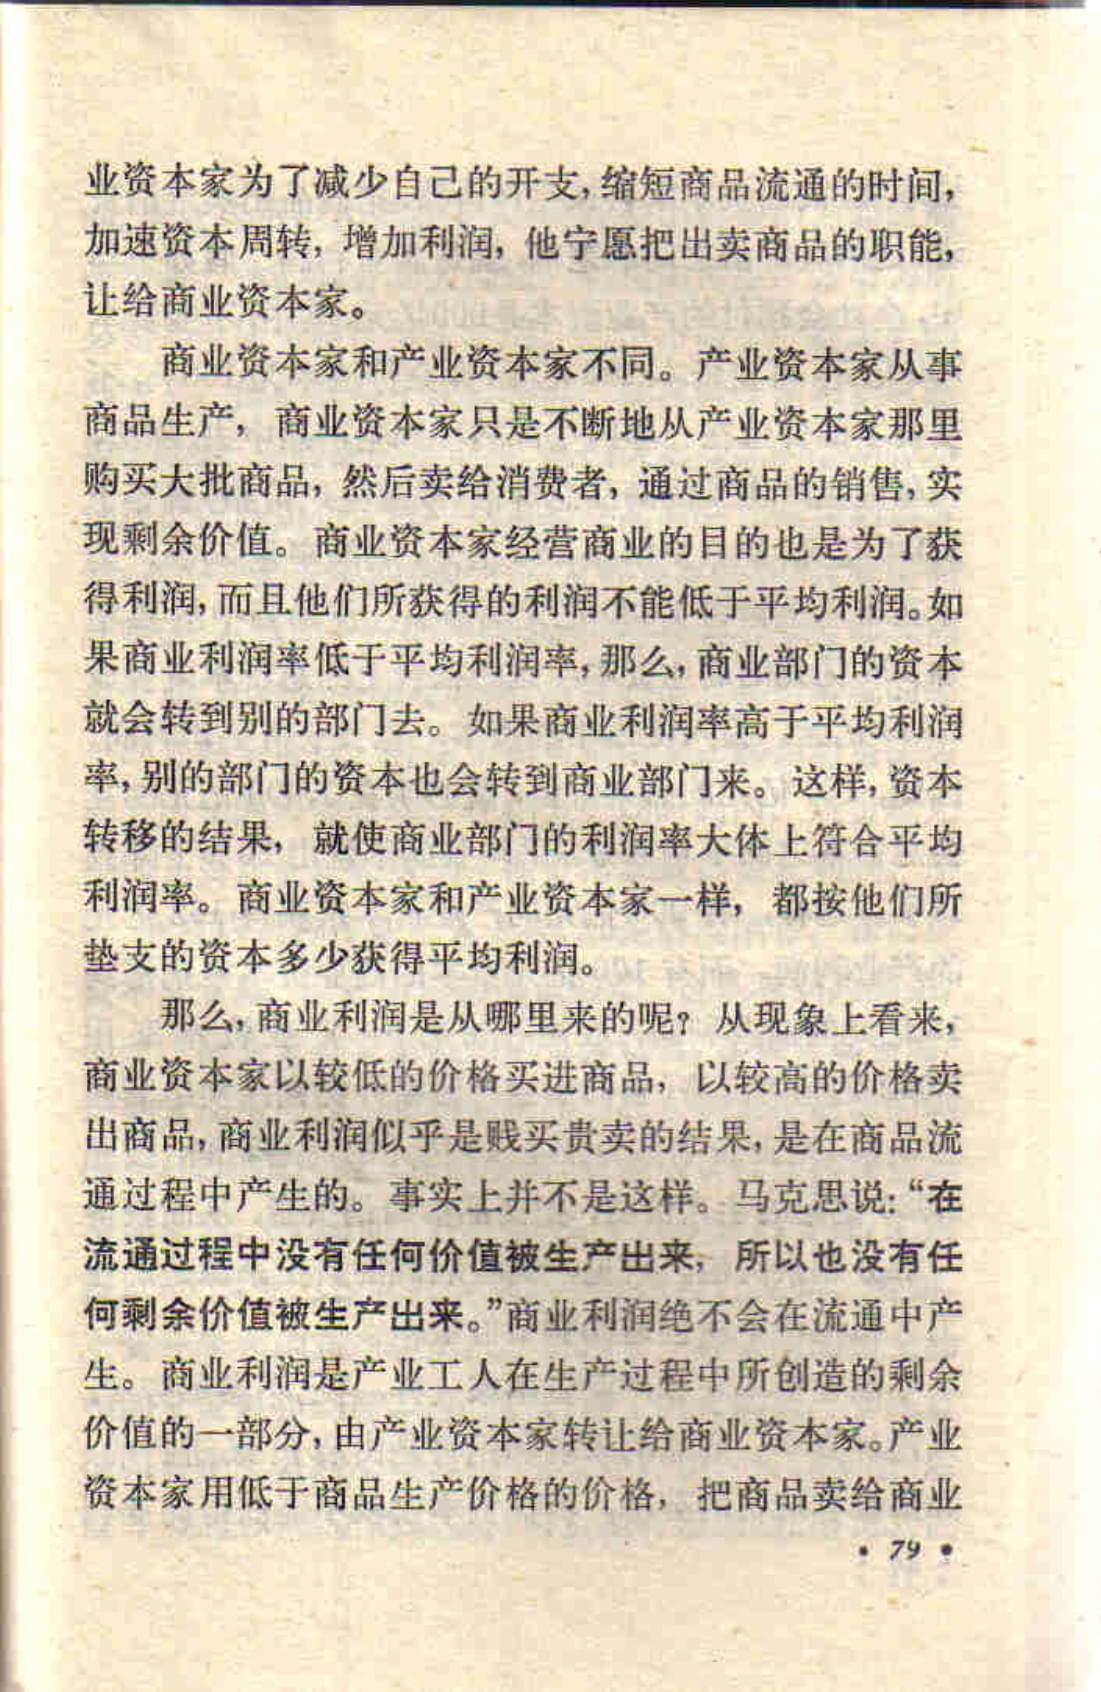 业资本家为了减少自己的开支,缩短商品流通的时间,
加速资本周转,增加利润,他宁愿把出卖商品的职能,
让给商业资本家。
商业资本家和产业资本家不同。产业资本家从事
商品生产,商业资本家只是不断地从产业资本家那里
购买大批商品,然后卖给消费者,通过商品的销售,实
现剩余价值。商业资本家经营商业的目的也是为了获
得利润,而且他们所获得的利润不能低于平均利润。如
果商业利润率低于平均利润率,那么,商业部门的资本
就会转到别的部门去。如果商业利润率高于平均利润
率,别的部门的资本也会转到商业部门来。这样,资本
转移的结果,就使商业部门的利润率大体上符合平均
利润率。商业资本家和产业资本家一样,都按他们所
垫支的资本多少获得平均利润。
那么,商业利润是从哪里来的呢?从现象上看来,
商业资本家以较低的价格买进商品,以较高的价格卖
出商品,商业利润似乎是贱买贵卖的结果,是在商品流
通过程中产生的。事实上并不是这样。马克思说:“在
流通过程中没有任何价值被生产出来,所以也没有任
何剩余价值被生产出来。”商业利润绝不会在流通中产
生。商业利润是产业工人在生产过程中所创造的剩余
价值的一部分,由产业资本家转让给商业资本家。产业
资本家用低于商品生产价格的价格,把商品卖给商业
• 79 •